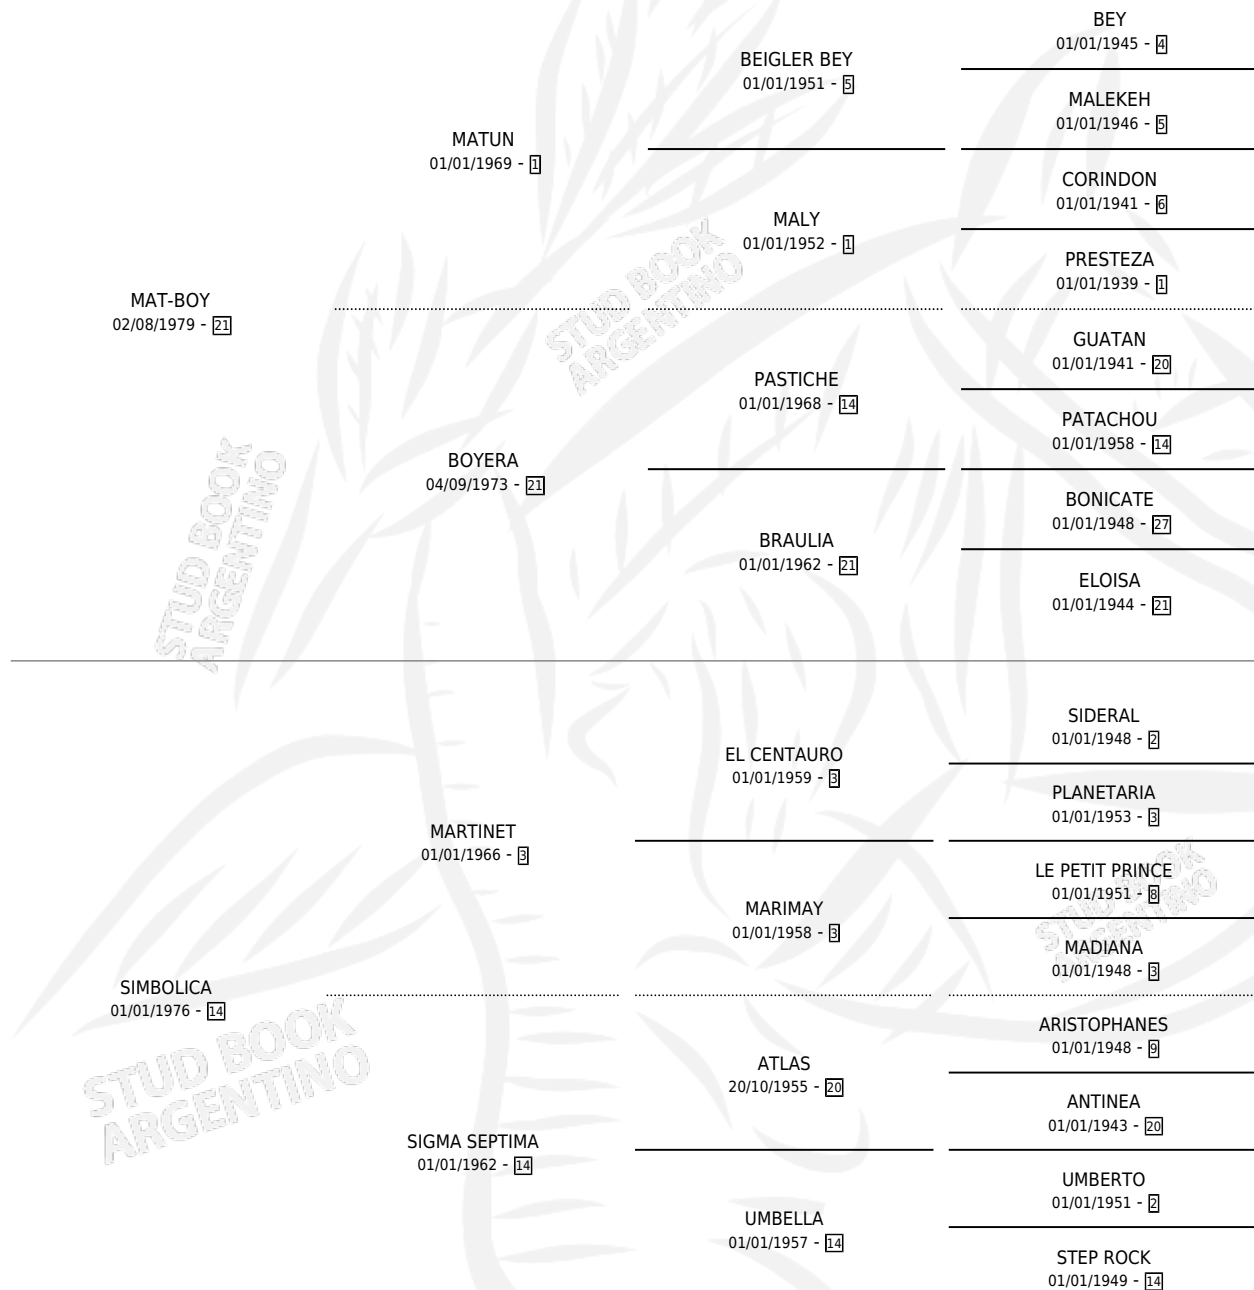 BEY
01/01/1945 - 4
BEIGLER BEY
01/01/1951 - 5
MALEKEH
01/01/1946 - 5
MATUN
01/01/1969 - 1
CORINDON
01/01/1941 - 6
MALY
01/01/1952 - 1
PRESTEZA
01/01/1939 - 1
MAT-BOY
02/08/1979 - 21
GUATAN
01/01/1941 - 20
PASTICHE
01/01/1968 - 14
PATACHOU
01/01/1958 - 14
BOYERA
04/09/1973 - 21
BONICATE
01/01/1948 - 27
BRAULIA
01/01/1962 - 21
ELOISA
01/01/1944 - 21
SIDERAL
01/01/1948 - 2
EL CENTAURO
01/01/1959 - 3
PLANETARIA
01/01/1953 - 3
MARTINET
01/01/1966 - 3
LE PETIT PRINCE
01/01/1951 - 8
MARIMAY
01/01/1958 - 3
MADIANA
01/01/1948 - 3
SIMBOLICA
01/01/1976 - 14
ARISTOPHANES
01/01/1948 - 9
ATLAS
20/10/1955 - 20
ANTINEA
01/01/1943 - 20
SIGMA SEPTIMA
01/01/1962 - 14
UMBERTO
01/01/1951 - 2
UMBELLA
01/01/1957 - 14
STEP ROCK
01/01/1949 - 14
STUD BOOK
ARGENTINO
STUD BOOK
ARGENTINO
STUD BOOK
ARGENTINO
STUD BOOK
ARGENTINO